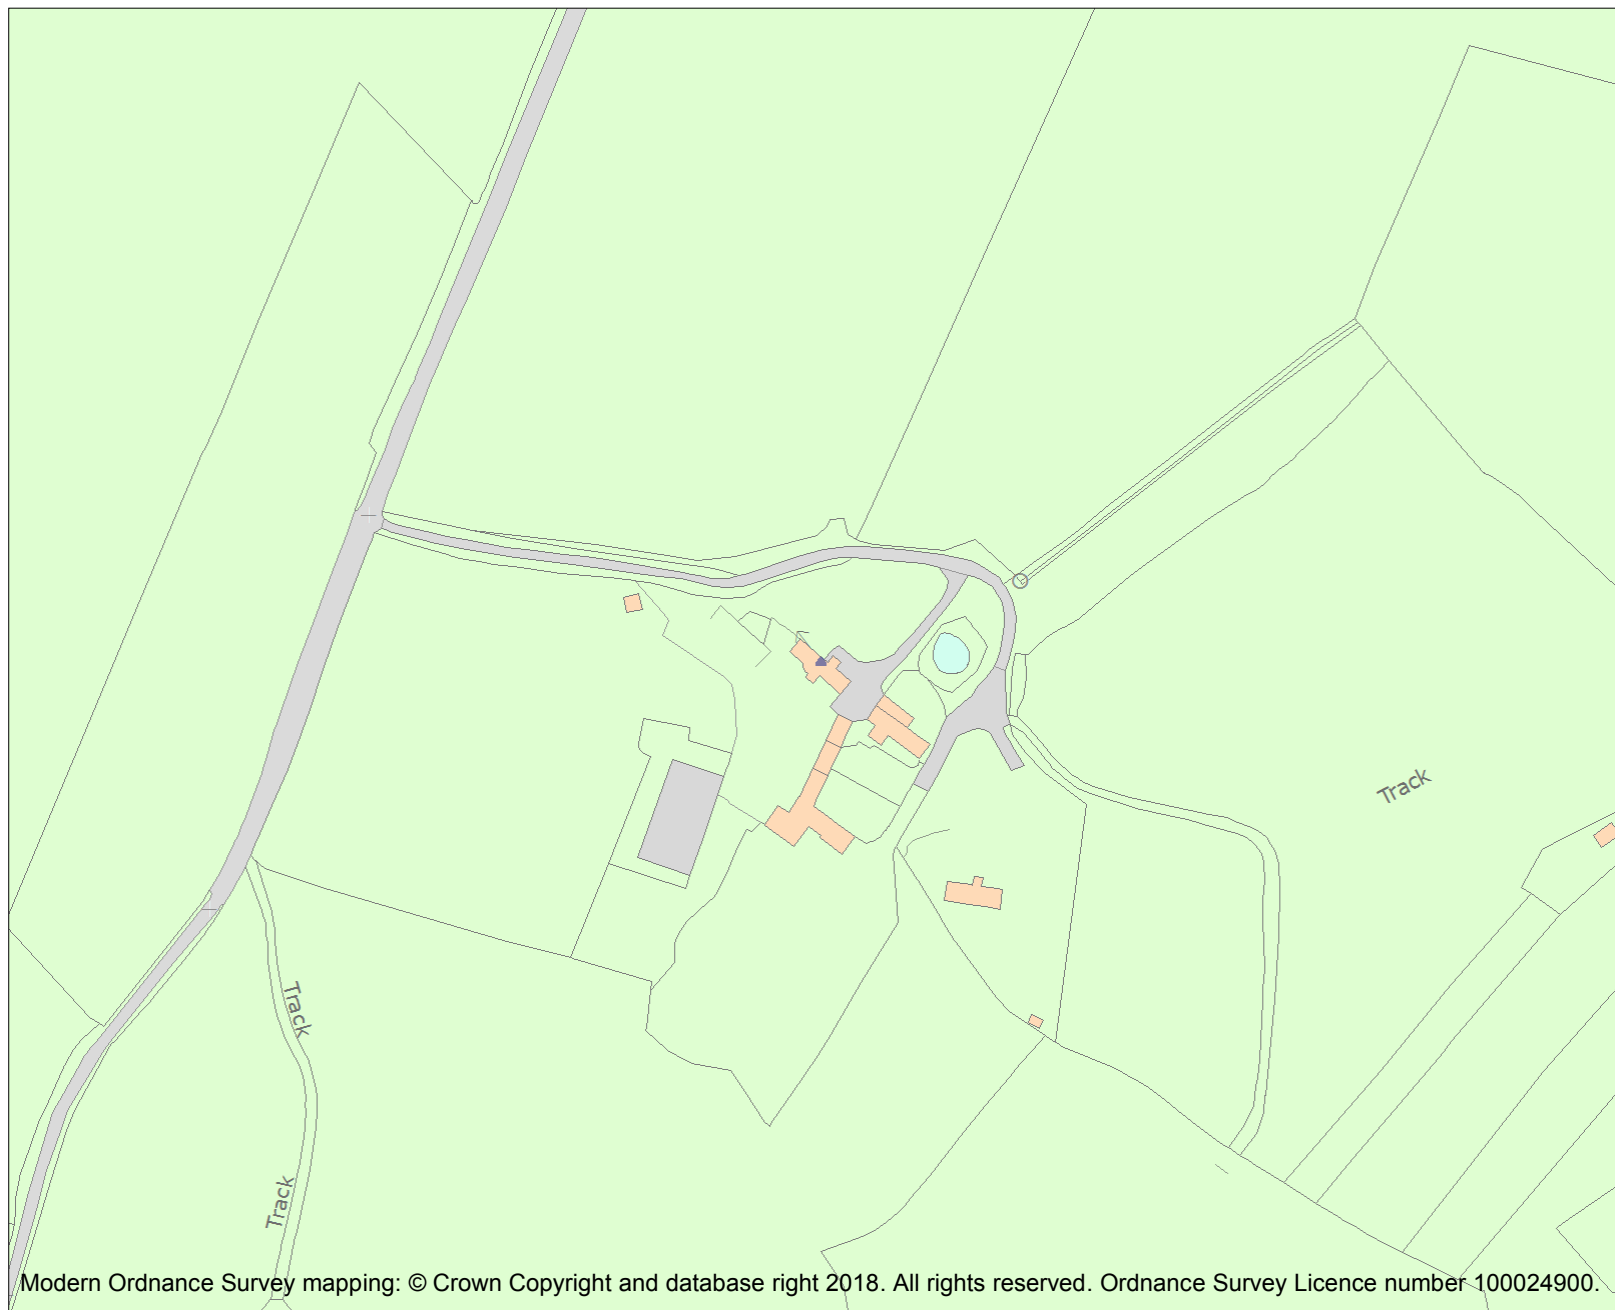 Track
Track
Track
Modern Ordnance Survey mapping: © Crown Copyright and database right 2018. All rights reserved. Ordnance Survey Licence number 100024900.